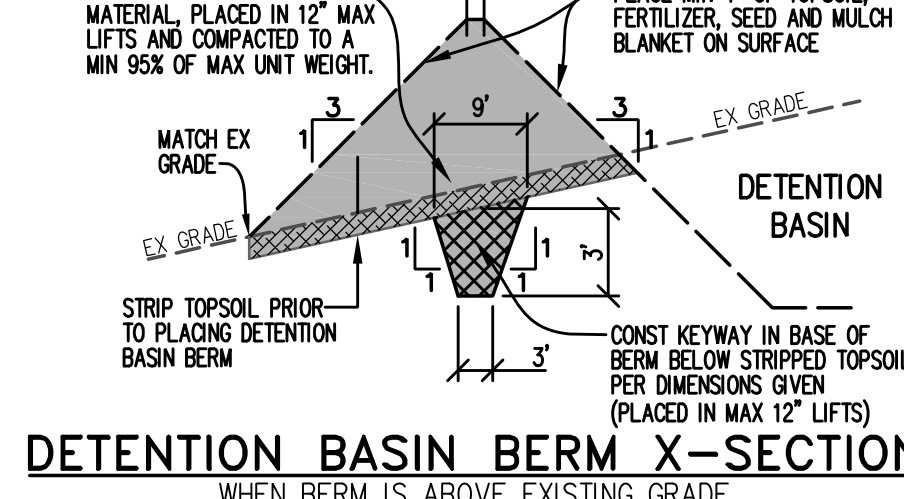 MATERIAL, PLACED IN 12" MAX
LIFTS AND COMPACTED TO A
MIN 95% OF MAX UNIT WEIGHT.
FERTILIZER, SEED AND MULCH
BLANKET ON SURFACE
3
1
9'
3
1
EX GRADE
MATCH EX
GRADE
DETENTION
BASIN
EX GRADE
1
1
1
1
3'
STRIP TOPSOIL PRIOR
TO PLACING DETENTION
BASIN BERM
3'
CONST KEYWAY IN BASE OF
BERM BELOW STRIPPED TOPSOIL
PER DIMENSIONS GIVEN
(PLACED IN MAX 12" LIFTS)
DETENTION BASIN BERM X-SECTION
WHEN BERM IS ABOVE EXISTING GRADE